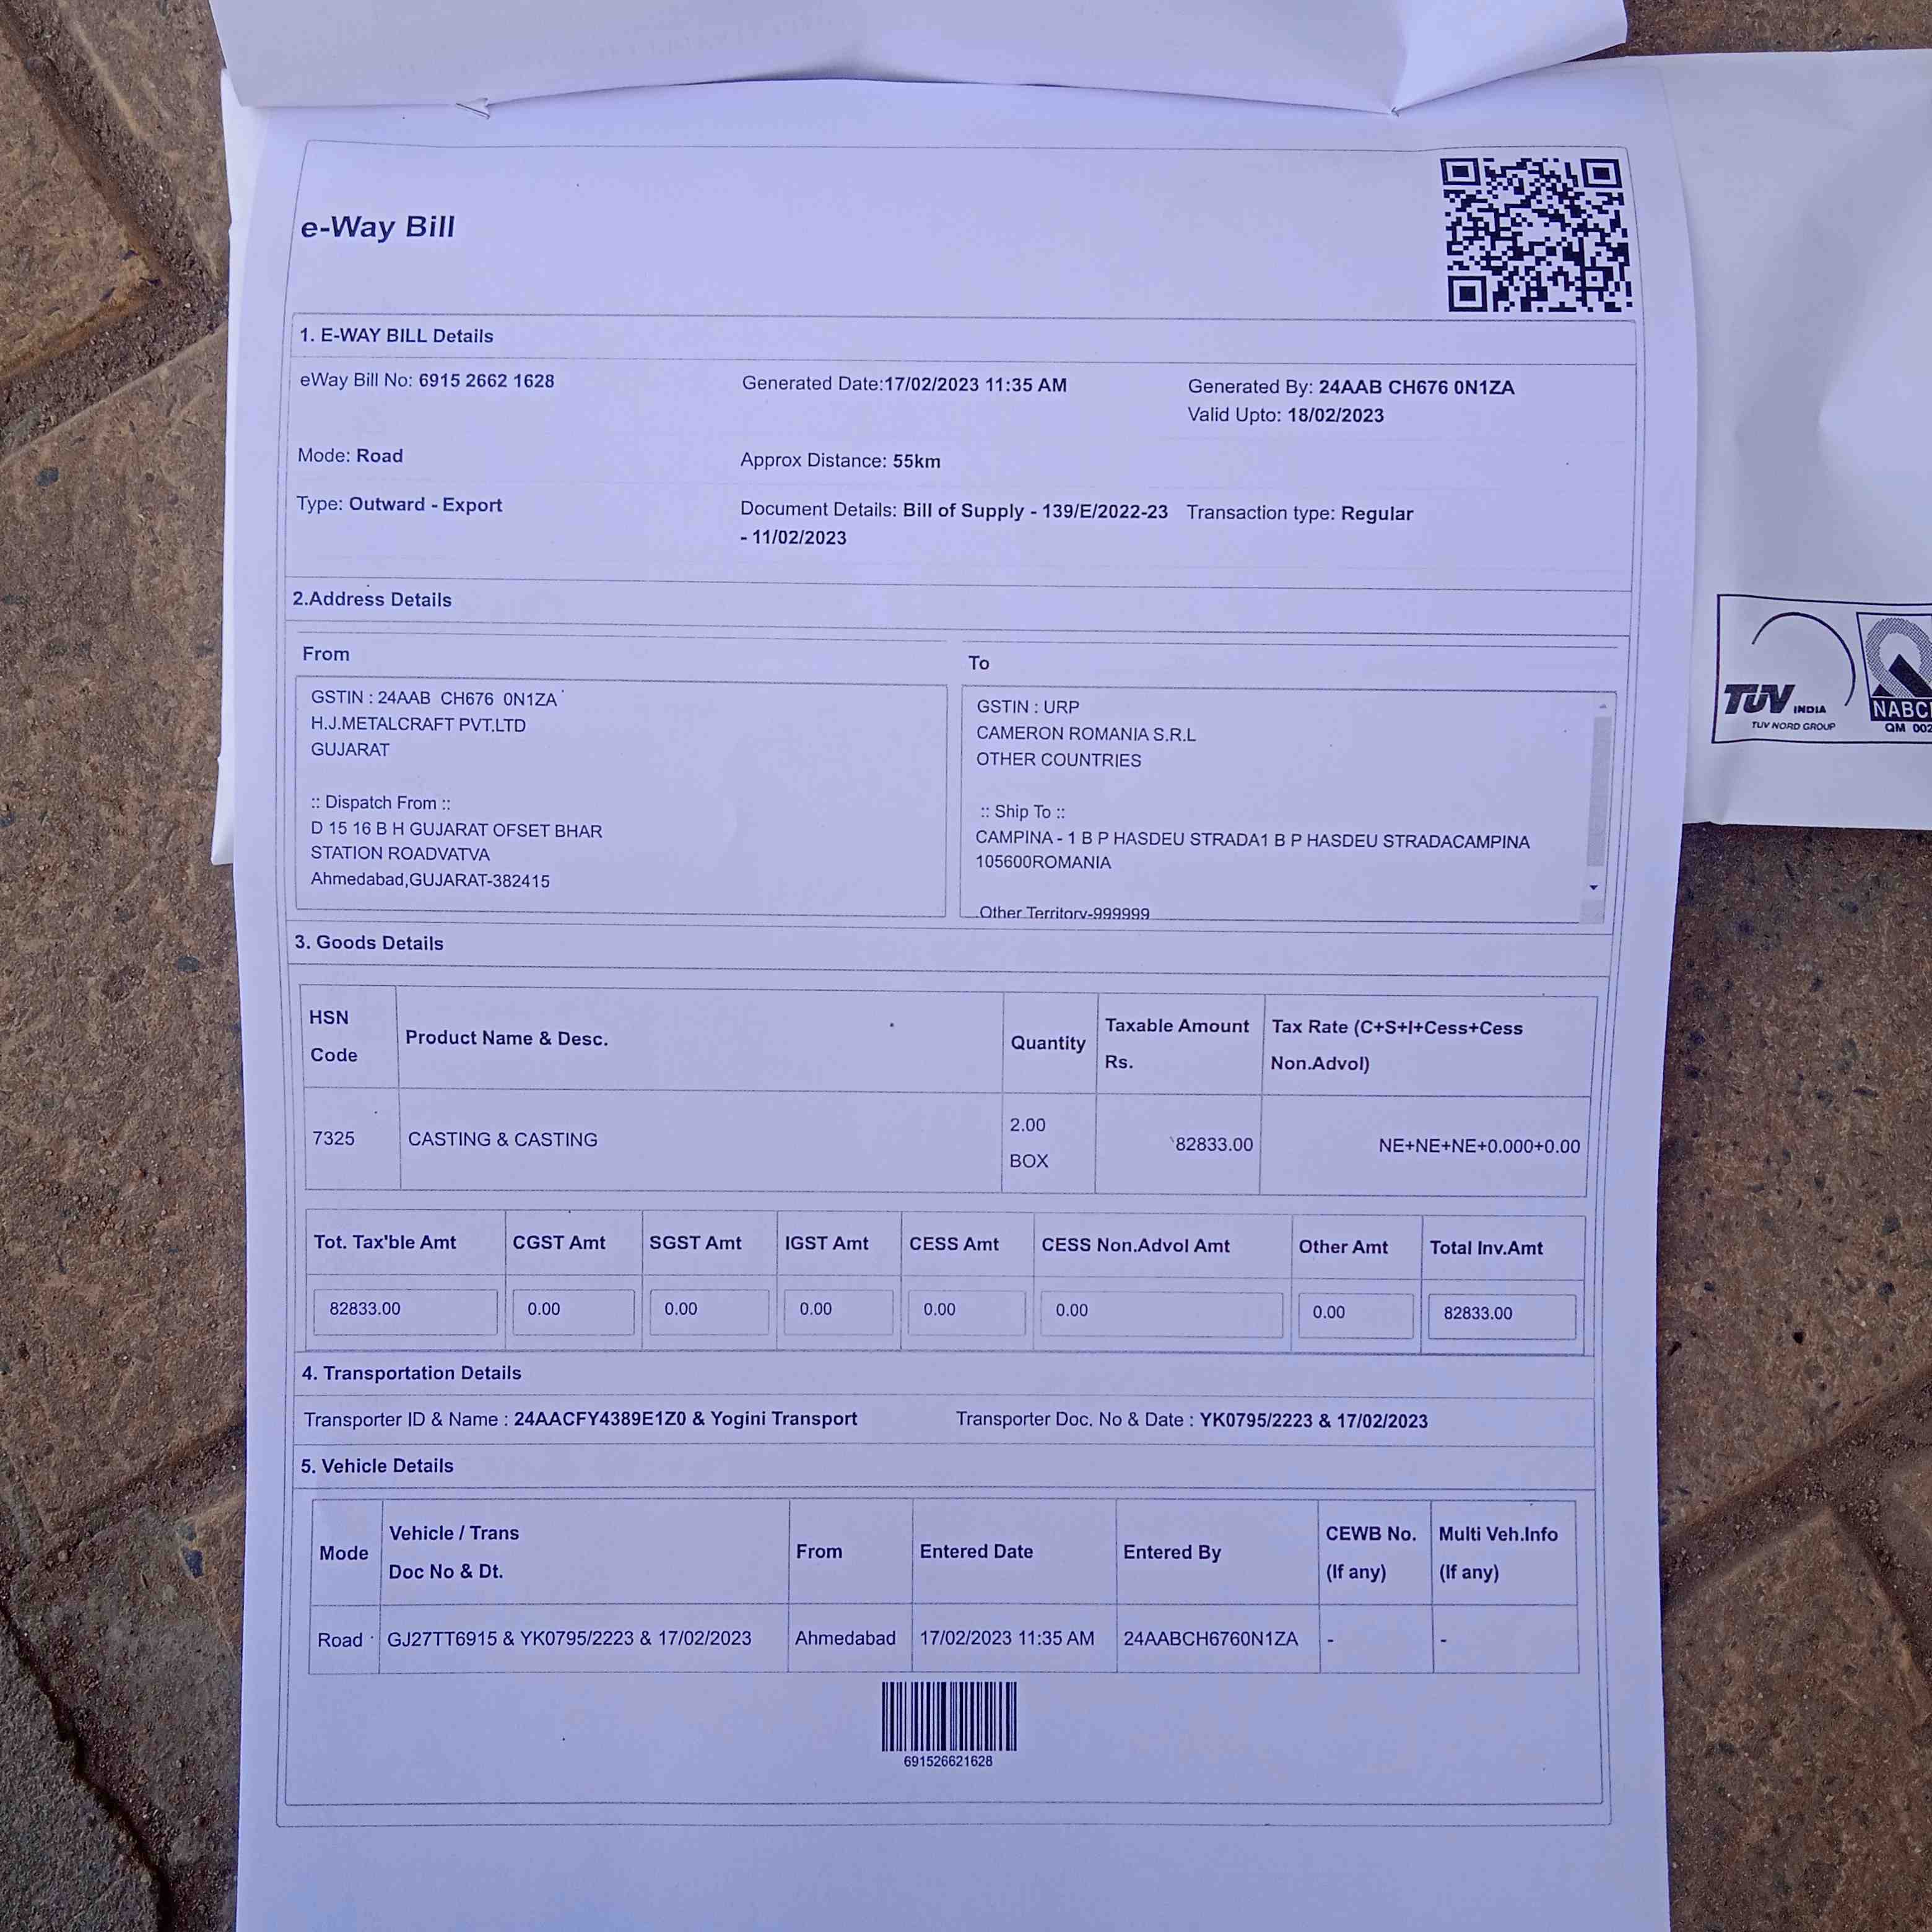 e-Way Bill
1. E-WAY BILL Details
eWay Bill No: 6915 2662 1628
Generated Date:17/02/2023 11:35 AM
Generated By: 24AAB CH676 0N1ZA
Valid Upto: 18/02/2023
Mode: Road
Approx Distance: 55km
Type: Outward - Export
Document Details: Bill of Supply - 139/E/2022-23
- 11/02/2023
Transaction type: Regular
2.Address Details
From
GSTIN : 24AAB CH676 0N1ZA
H.J.METALCRAFT PVT.LTD
GUJARAT
:: Dispatch From ::
D 15 16 B H GUJARAT OFSET BHAR
STATION ROADVATVA
Ahmedabad,GUJARAT-382415
To
GSTIN : URP
CAMERON ROMANIA S.R.L
OTHER COUNTRIES
:: Ship To ::
CAMPINA - 1 B P HASDEU STRADA1 B P HASDEU STRADACAMPINA
105600ROMANIA
Other Territory-999999
3. Goods Details
HSN
Code
Product Name & Desc.
Quantity
Taxable Amount
Rs.
Tax Rate (C+S+I+Cess+Cess
Non.Advol)
7325
CASTING & CASTING
2.00
BOX
82833.00
NE+NE+NE+0.000+0.00
Tot. Tax'ble Amt
CGST Amt
SGST Amt
IGST Amt
CESS Amt
CESS Non.Advol Amt
Other Amt
Total Inv.Amt
82833.00
0.00
0.00
0.00
0.00
0.00
0.00
82833.00
4. Transportation Details
Transporter ID & Name : 24AACFY4389E1Z0 & Yogini Transport
Transporter Doc. No & Date : YK0795/2223 & 17/02/2023
5. Vehicle Details
Mode
Vehicle / Trans
Doc No & Dt.
From
Entered Date
Entered By
CEWB No.
(If any)
Multi Veh.Info
(If any)
Road
GJ27TT6915 & YK0795/2223 & 17/02/2023
Ahmedabad
17/02/2023 11:35 AM
24AABCH6760N1ZA
-
-
691526621628
TÜV INDIA
TUV NORD GROUP
QM 002